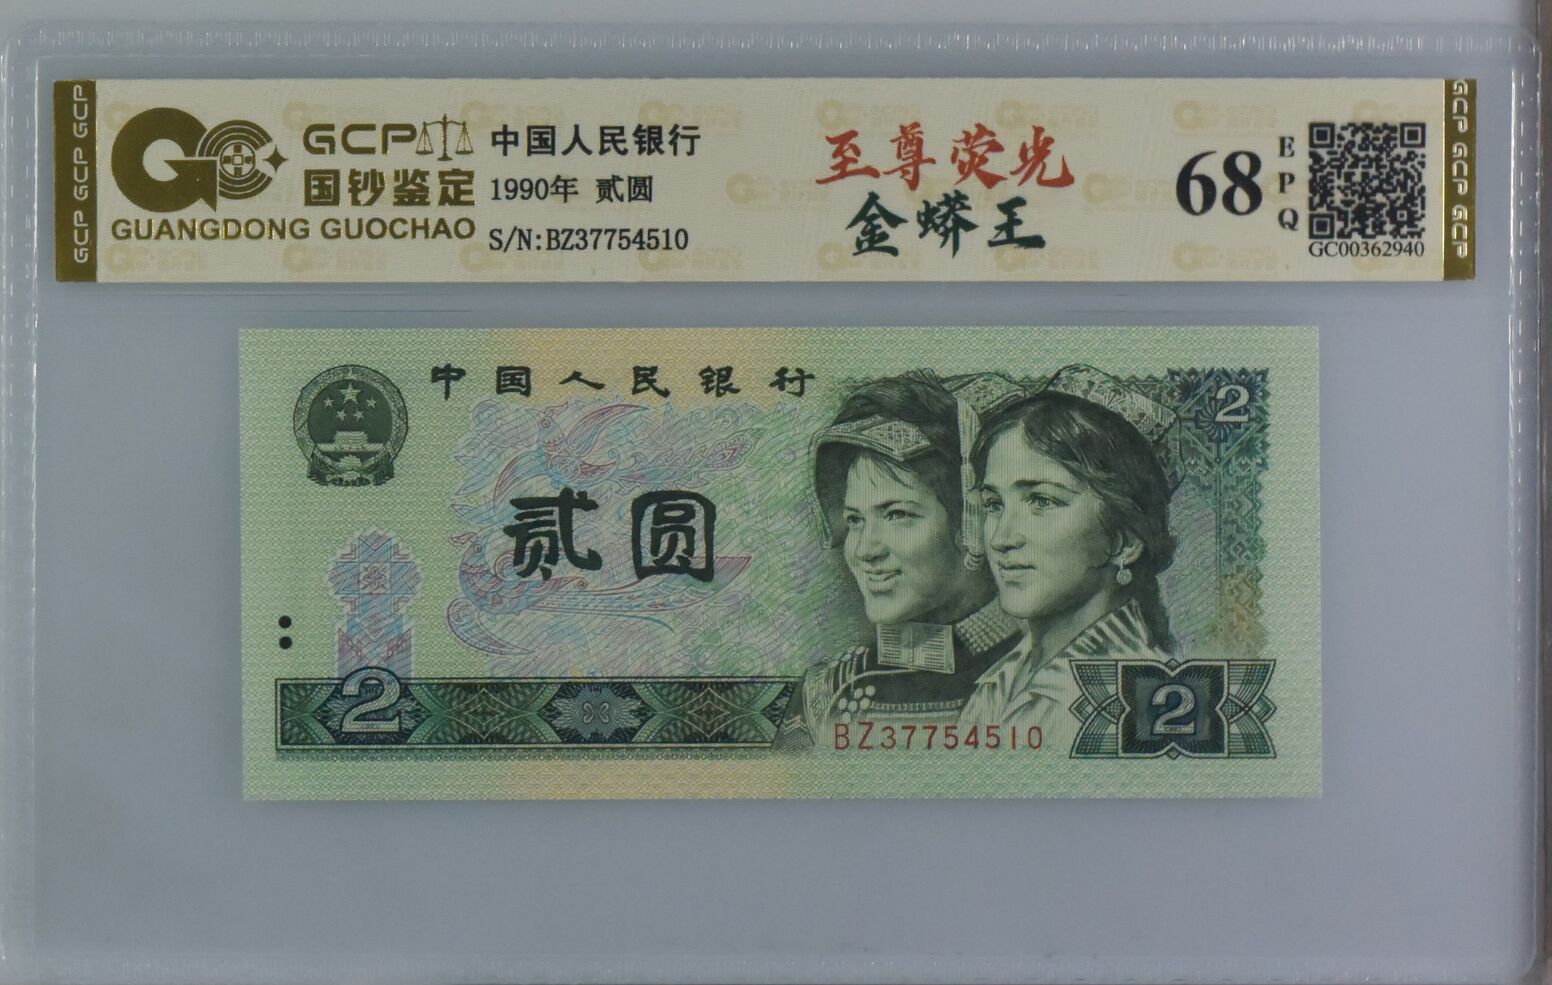 GCP GCP GCP
GCP
国钞鉴定
GUANGDONG GUOCHAO
中国人民银行
1990年 贰圆
S/N:BZ37754510
至尊荧光
金蟒王
68
EPQ
GC00362940
GCP GCP GCP
中国人民银行
2
贰圆
2
BZ37754510
2